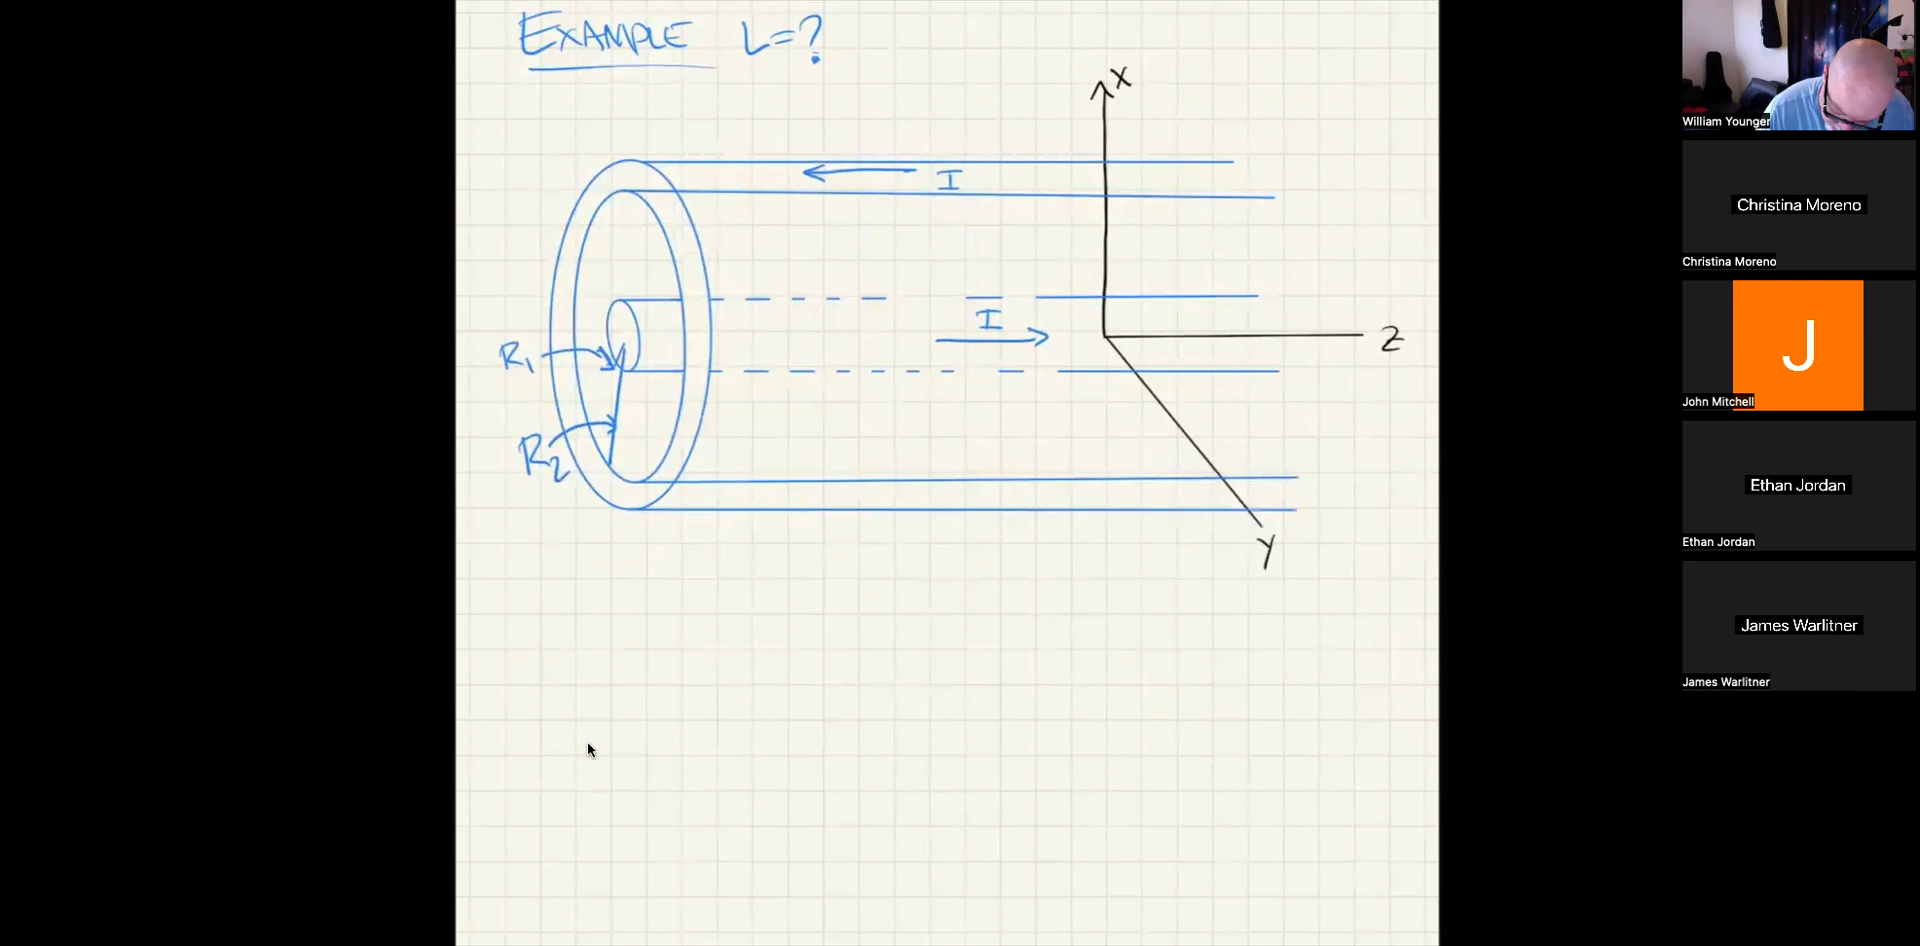 EXAMPLE L=?
X
I
I
Z
R1
R2
Y
William Younger
Christina Moreno
Christina Moreno
J
John Mitchell
Ethan Jordan
Ethan Jordan
James Warlitner
James Warlitner